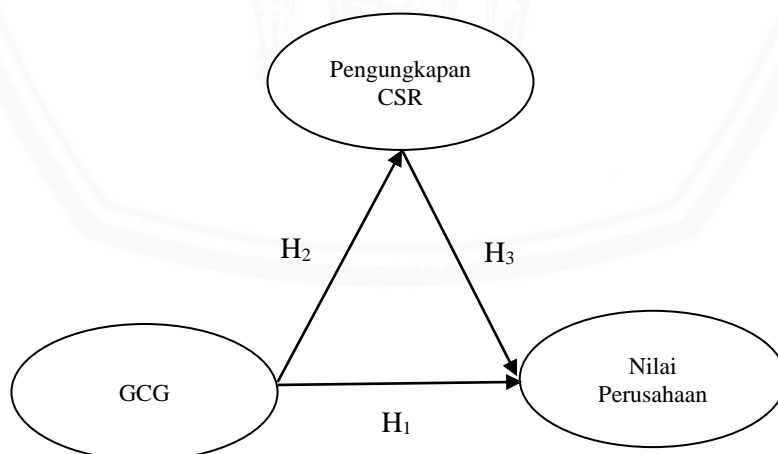 Pengungkapan
CSR
H₂
H₃
GCG
Nilai
Perusahaan
H₁